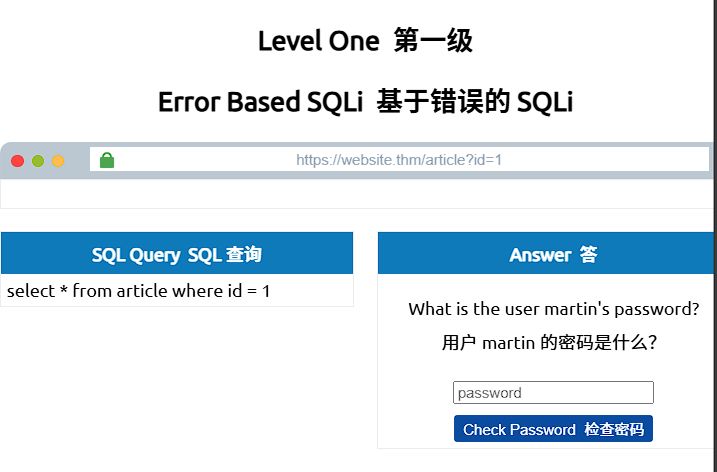 Level One 第一级
Error Based SQLi 基于错误的 SQLi
https://website.thm/article?id=1
SQL Query SQL 查询
select * from article where id = 1
Answer 答
What is the user martin's password?
用户 martin 的密码是什么？
password
Check Password 检查密码